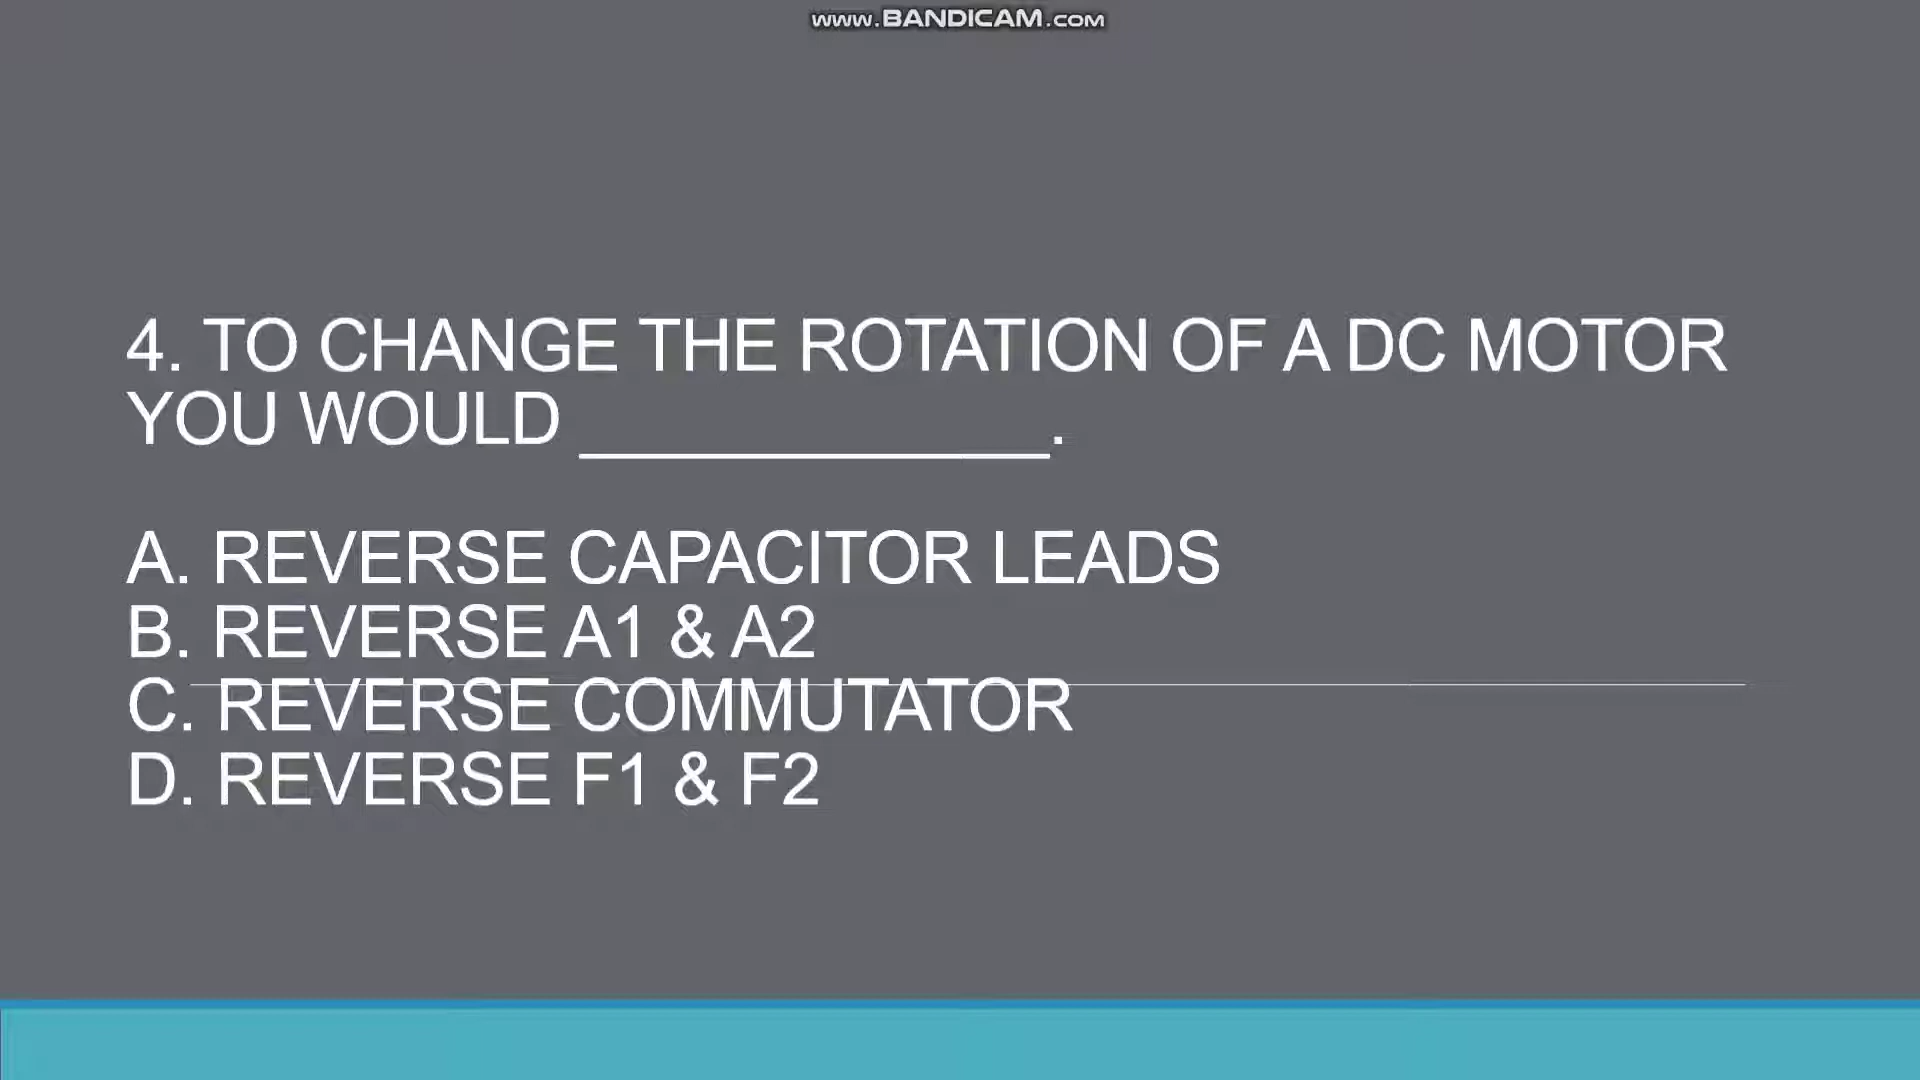 www.BANDICAM.com
4. TO CHANGE THE ROTATION OF A DC MOTOR
YOU WOULD ____________.
A. REVERSE CAPACITOR LEADS
B. REVERSE A1 & A2
C. REVERSE COMMUTATOR
D. REVERSE F1 & F2